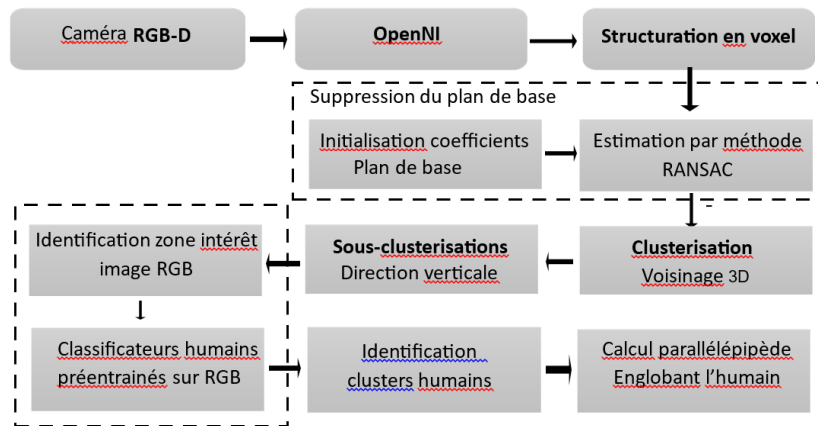 Caméra RGB-D
OpenNI
Structuration en voxel
Suppression du plan de base
Initialisation coefficients
Plan de base
Estimation par méthode
RANSAC
Identification zone intérêt
image RGB
Sous-clusterisations
Direction verticale
Clusterisation
Voisinage 3D
Classificateurs humains
préentrainés sur RGB
Identification
clusters humains
Calcul parallélépipède
Englobant l'humain